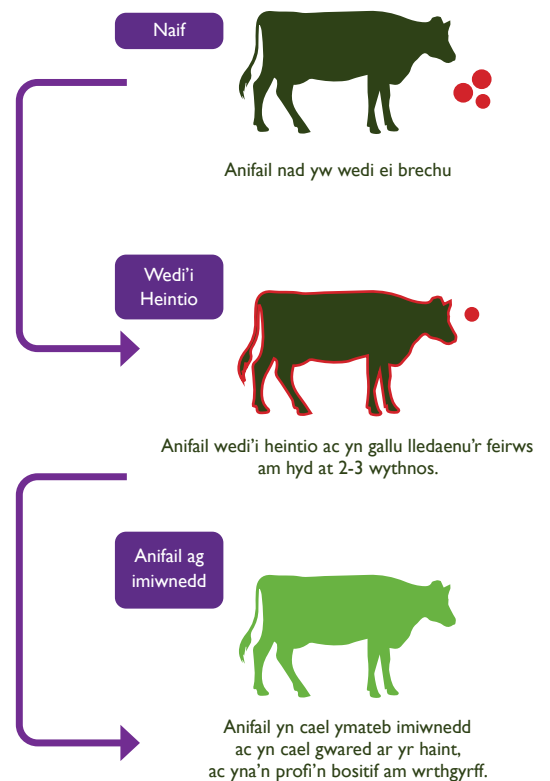 Naif
Anifail nad yw wedi ei brechu
Wedi'i
Heintio
Anifail wedi'i heintio ac yn gallu lledaenu'r feirws
am hyd at 2-3 wythnos.
Anifail ag
imiwnedd
Anifail yn cael ymateb imiwnedd
ac yn cael gwared ar yr haint,
ac yna'n profi'n bositif am wrthgyrff.